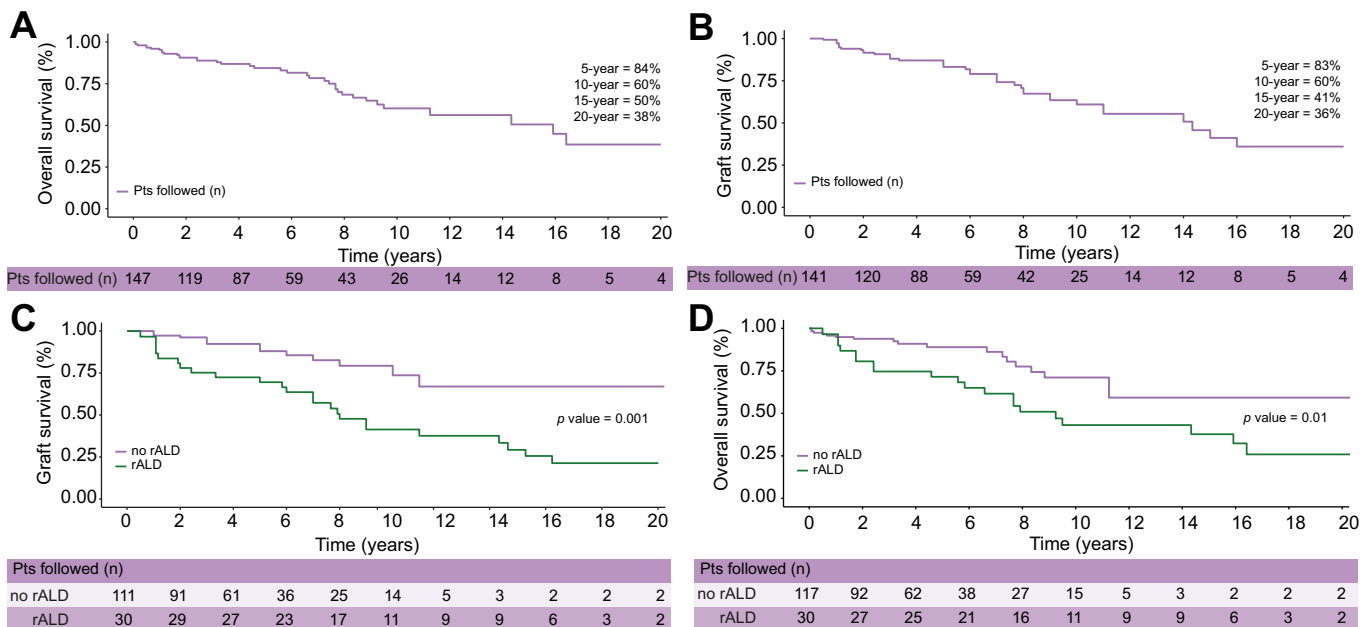 A
Overall survival (%)
1.00
0.75
0.50
0.25
0.00
5-year = 84%
10-year = 60%
15-year = 50%
20-year = 38%
Pts followed (n)
0 2 4 6 8 10 12 14 16 18 20
Time (years)
Pts followed (n) 147 119 87 59 43 26 14 12 8 5 4
B
Graft survival (%)
1.00
0.75
0.50
0.25
0.00
5-year = 83%
10-year = 60%
15-year = 41%
20-year = 36%
Pts followed (n)
0 2 4 6 8 10 12 14 16 18 20
Time (years)
Pts followed (n) 141 120 88 59 42 25 14 12 8 5 4
C
Graft survival (%)
1.00
0.75
0.50
0.25
0.00
p value = 0.001
no rALD
rALD
0 2 4 6 8 10 12 14 16 18 20
Time (years)
Pts followed (n)
no rALD 111 91 61 36 25 14 5 3 2 2 2
rALD 30 29 27 23 17 11 9 9 6 3 2
D
Overall survival (%)
1.00
0.75
0.50
0.25
0.00
p value = 0.01
no rALD
rALD
0 2 4 6 8 10 12 14 16 18 20
Time (years)
Pts followed (n)
no rALD 117 92 62 38 27 15 5 3 2 2 2
rALD 30 27 25 21 16 11 9 9 6 3 2